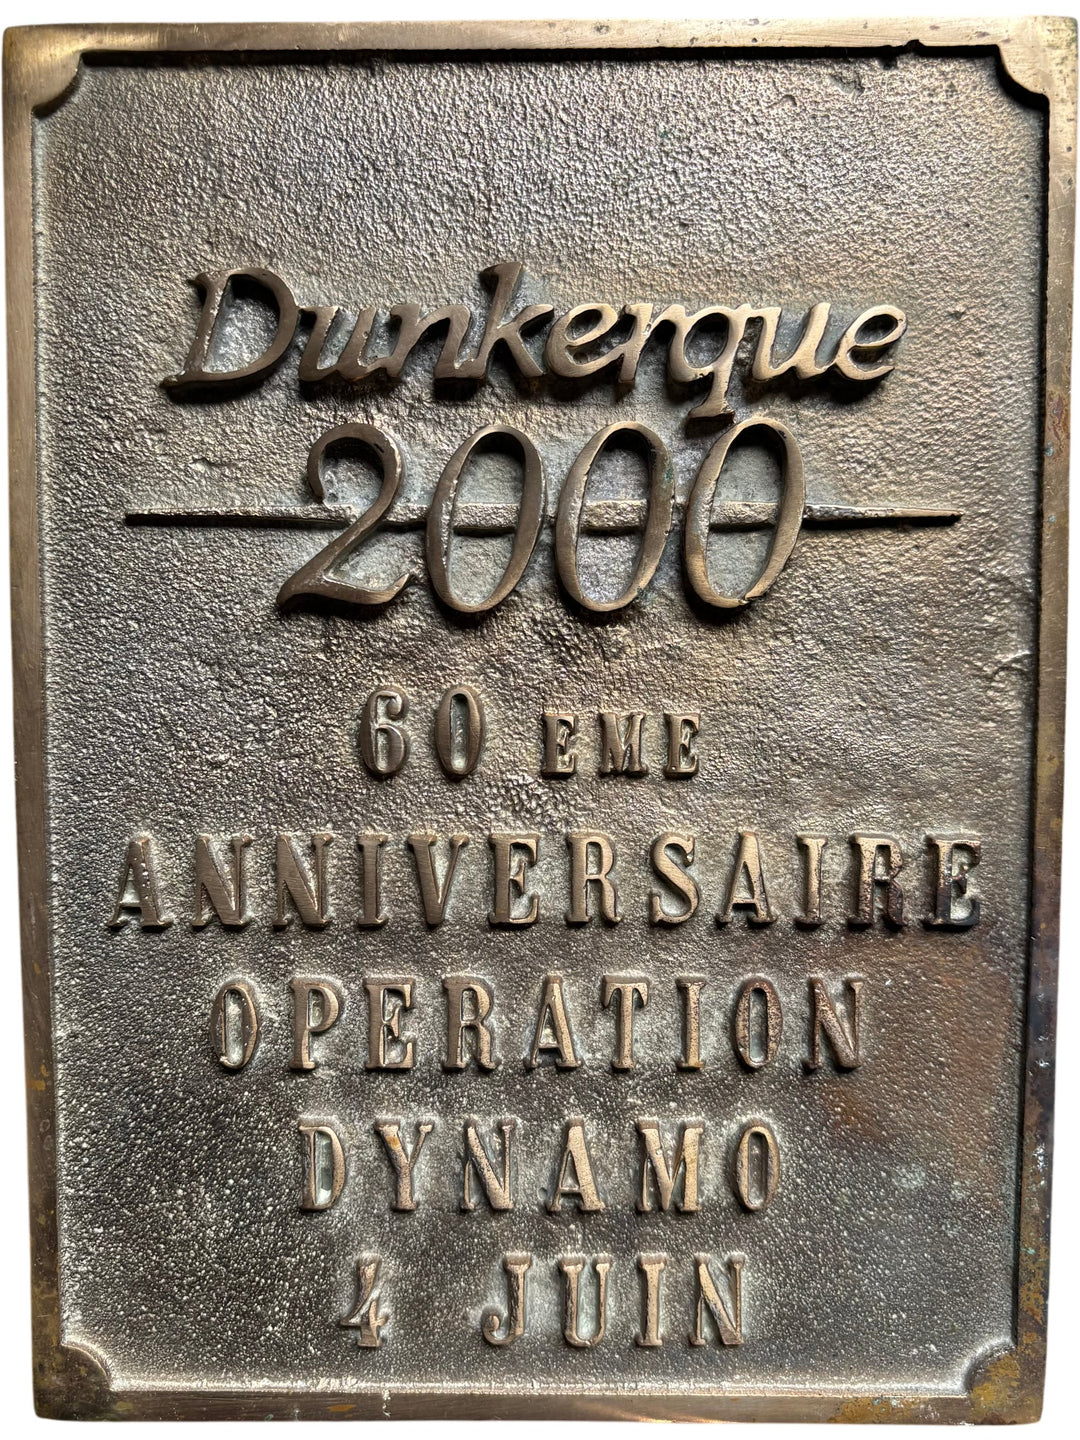 Dunkerque
2000
60 EME
ANNIVERSAIRE
OPERATION
DYNAMO
4 JUIN